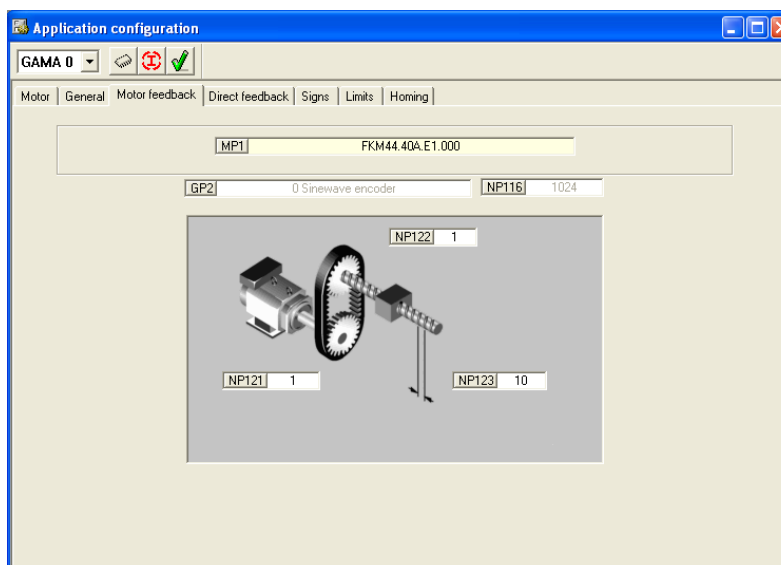 Application configuration
GAMA 0
Motor General Motor feedback Direct feedback Signs Limits Homing
MP1 FKM44.40A.E1.000
GP2 0 Sinewave encoder NP116 1024
NP122 1
NP121 1 NP123 10